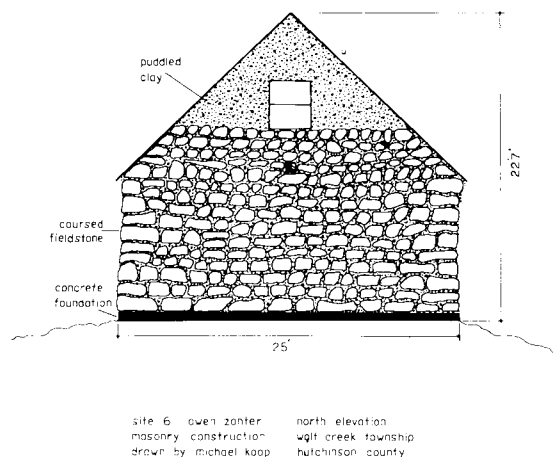 puddled
clay
22.7'
coursed
fieldstone
concrete
foundation
25'
site 6 owen zanter
masonry construction
drawn by michael koop
north elevation
wolf creek township
hutchinson county